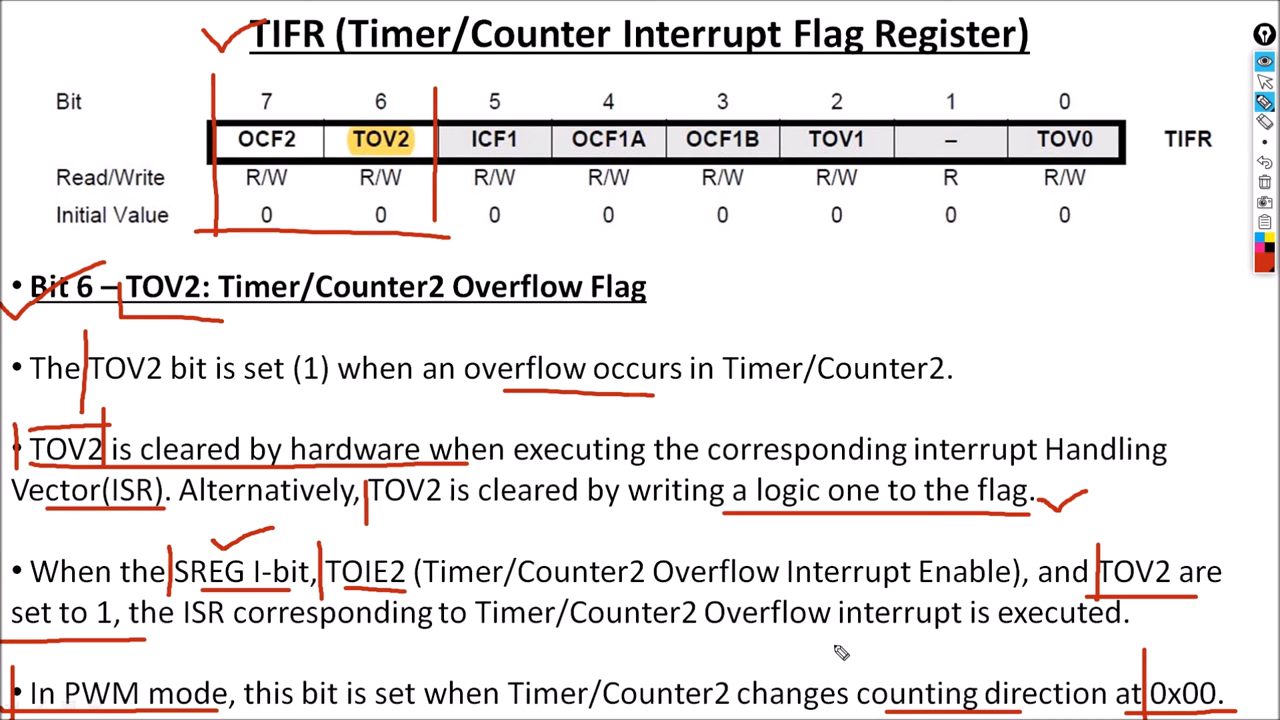 TIFR (Timer/Counter Interrupt Flag Register)
Bit 7 6 5 4 3 2 1 0
OCF2 TOV2 ICF1 OCF1A OCF1B TOV1 – TOV0 TIFR
Read/Write R/W R/W R/W R/W R/W R/W R R/W
Initial Value 0 0 0 0 0 0 0 0
• Bit 6 – TOV2: Timer/Counter2 Overflow Flag
• The TOV2 bit is set (1) when an overflow occurs in Timer/Counter2.
• TOV2 is cleared by hardware when executing the corresponding interrupt Handling
Vector(ISR). Alternatively, TOV2 is cleared by writing a logic one to the flag.
• When the SREG I-bit, TOIE2 (Timer/Counter2 Overflow Interrupt Enable), and TOV2 are
set to 1, the ISR corresponding to Timer/Counter2 Overflow interrupt is executed.
• In PWM mode, this bit is set when Timer/Counter2 changes counting direction at 0x00.